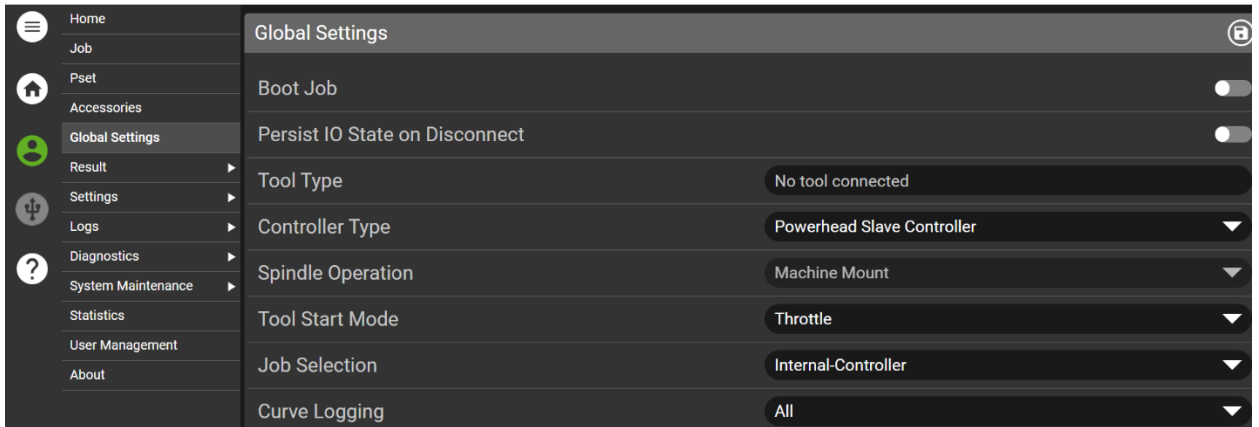 Home
Job
Pset
Accessories
Global Settings
Result
Settings
Logs
Diagnostics
System Maintenance
Statistics
User Management
About
Global Settings
Boot Job
Persist IO State on Disconnect
Tool Type No tool connected
Controller Type Powerhead Slave Controller
Spindle Operation Machine Mount
Tool Start Mode Throttle
Job Selection Internal-Controller
Curve Logging All